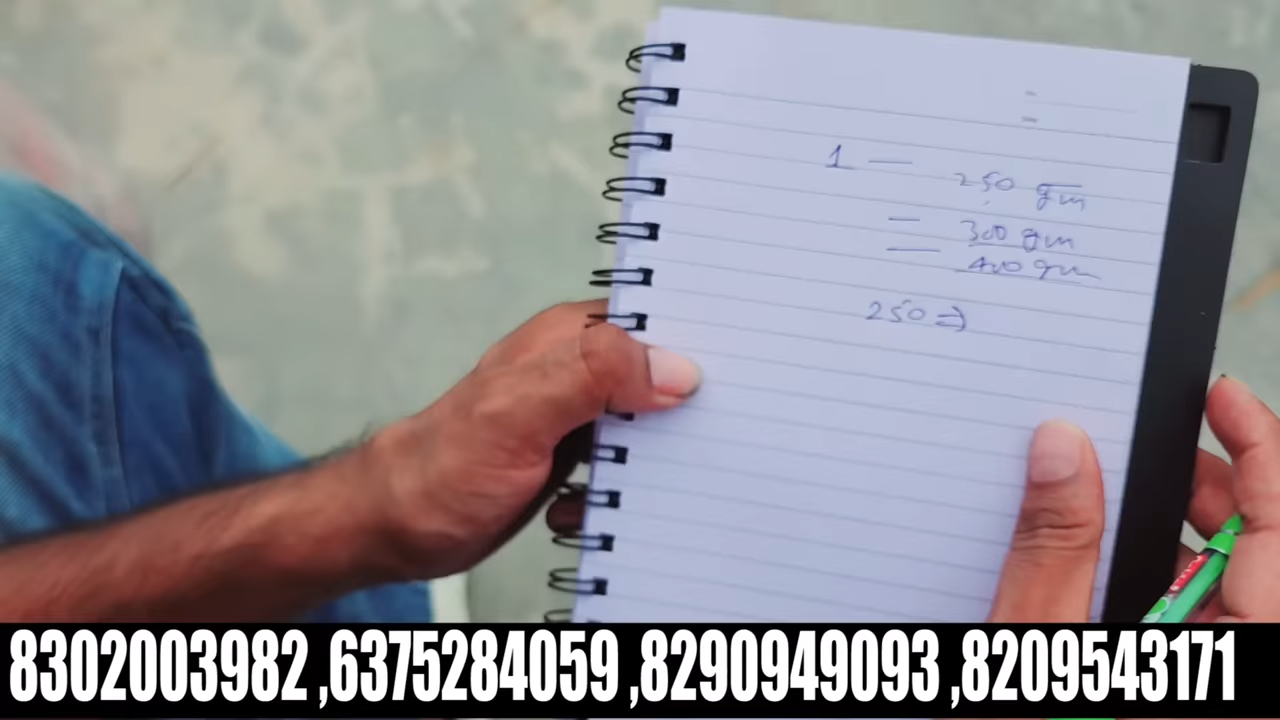 1 — 250 gm
— 300 gm
— 400 gm
250 ⇒
8302003982 ,6375284059 ,8290949093 ,8209543171